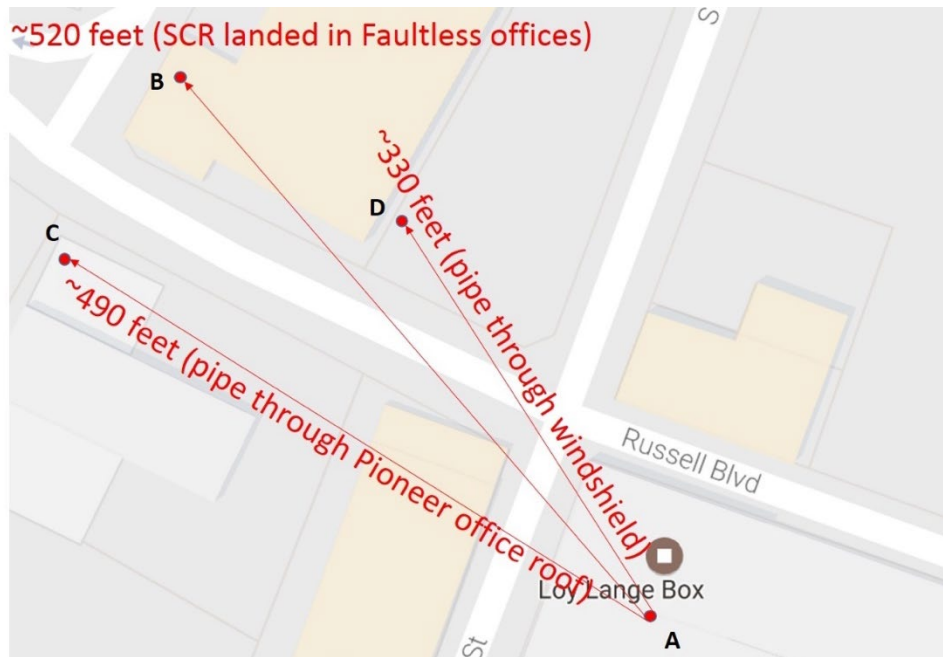 ~520 feet (SCR landed in Faultless offices)
S
B
~330 feet (pipe through windshield)
D
C
~490 feet (pipe through Pioneer office roof)
Russell Blvd
Loy Lange Box
A
St